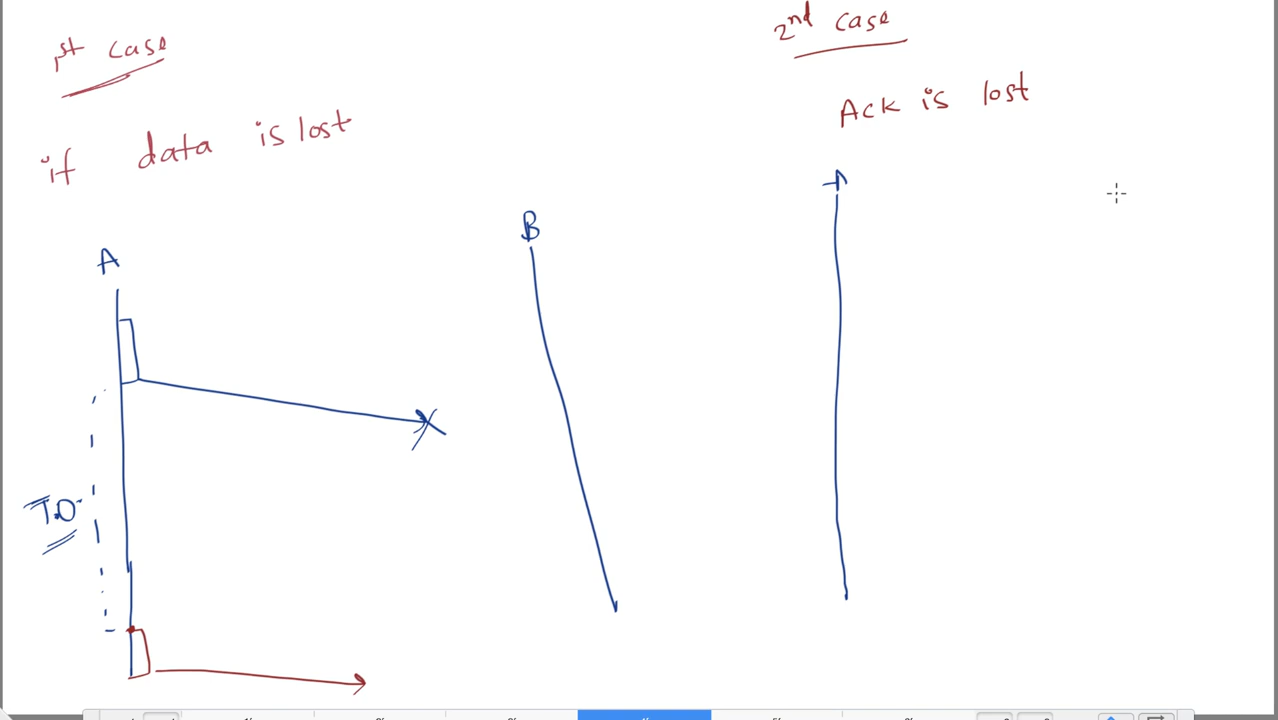 1st case
if data is lost
A
B
T.O.
2nd case
Ack is lost
A